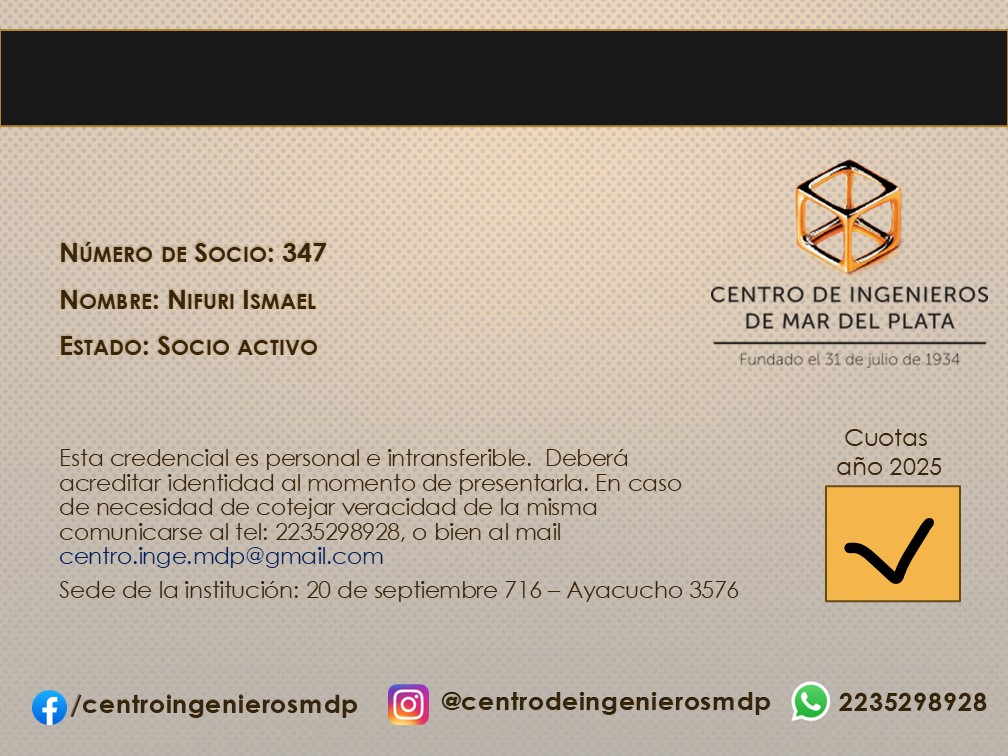 NÚMERO DE SOCIO: 347
NOMBRE: NIFURI ISMAEL
ESTADO: SOCIO ACTIVO
CENTRO DE INGENIEROS
DE MAR DEL PLATA
Fundado el 31 de julio de 1934
Esta credencial es personal e intransferible.  Deberá
acreditar identidad al momento de presentarla. En caso
de necesidad de cotejar veracidad de la misma
comunicarse al tel: 2235298928, o bien al mail
centro.inge.mdp@gmail.com
Sede de la institución: 20 de septiembre 716 – Ayacucho 3576
Cuotas
año 2025
/centroingenierosmdp
@centrodeingenierosmdp
2235298928